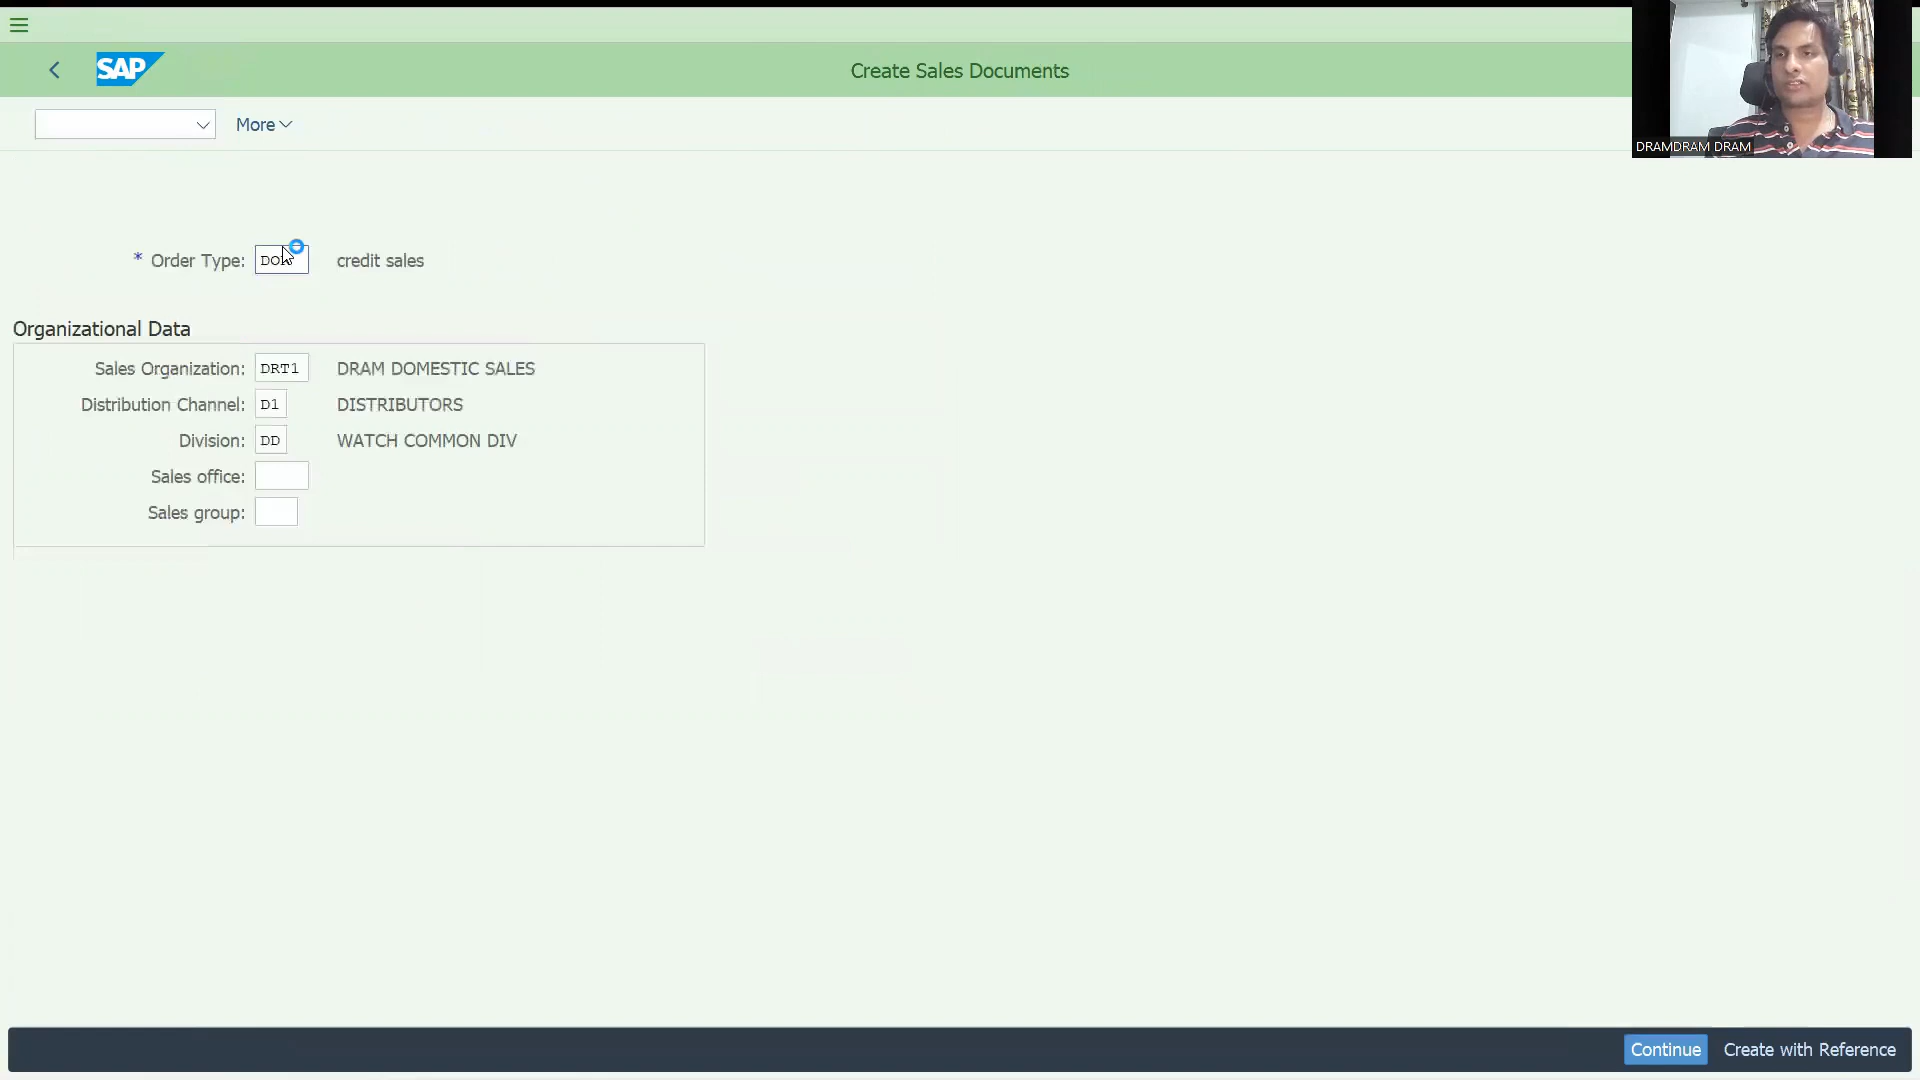 SAP
Create Sales Documents
More
DRAMDRAM DRAM
* Order Type: credit sales
Organizational Data
Sales Organization: DRT1 DRAM DOMESTIC SALES
Distribution Channel: D1 DISTRIBUTORS
Division: DD WATCH COMMON DIV
Sales office:
Sales group:
Continue Create with Reference